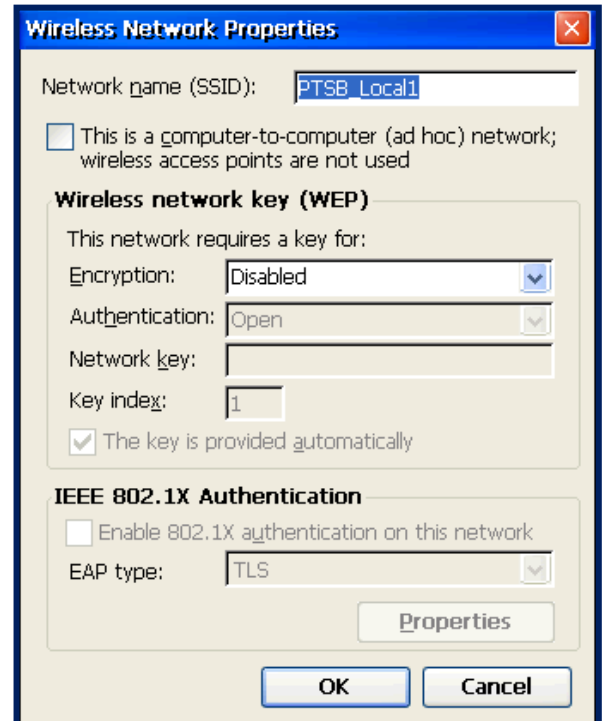 Wireless Network Properties
Network name (SSID): PTSB_Local1
This is a computer-to-computer (ad hoc) network;
wireless access points are not used
Wireless network key (WEP)
This network requires a key for:
Encryption: Disabled
Authentication: Open
Network key:
Key index: 1
The key is provided automatically
IEEE 802.1X Authentication
Enable 802.1X authentication on this network
EAP type: TLS
Properties
OK Cancel